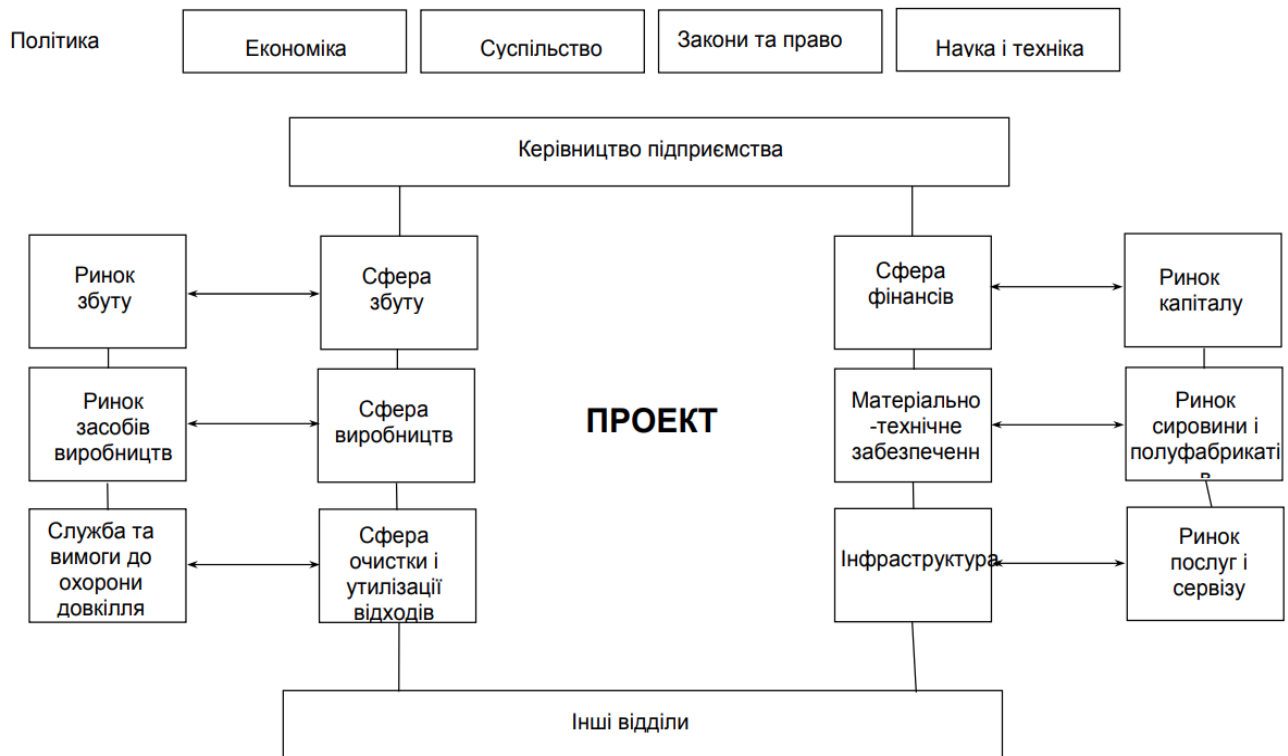 Політика
Економіка
Суспільство
Закони та право
Наука і техніка
Керівництво підприємства
Ринок
збуту
Сфера
збуту
Сфера
фінансів
Ринок
капіталу
Ринок
засобів
виробництв
Сфера
виробництв
ПРОЕКТ
Матеріально
-технічне
забезпеченн
Ринок
сировини і
полуфабрикаті
в
Служба та
вимоги до
охорони
довкілля
Сфера
очистки і
утилізації
відходів
Інфраструктура
Ринок
послуг і
сервізу
Інші відділи